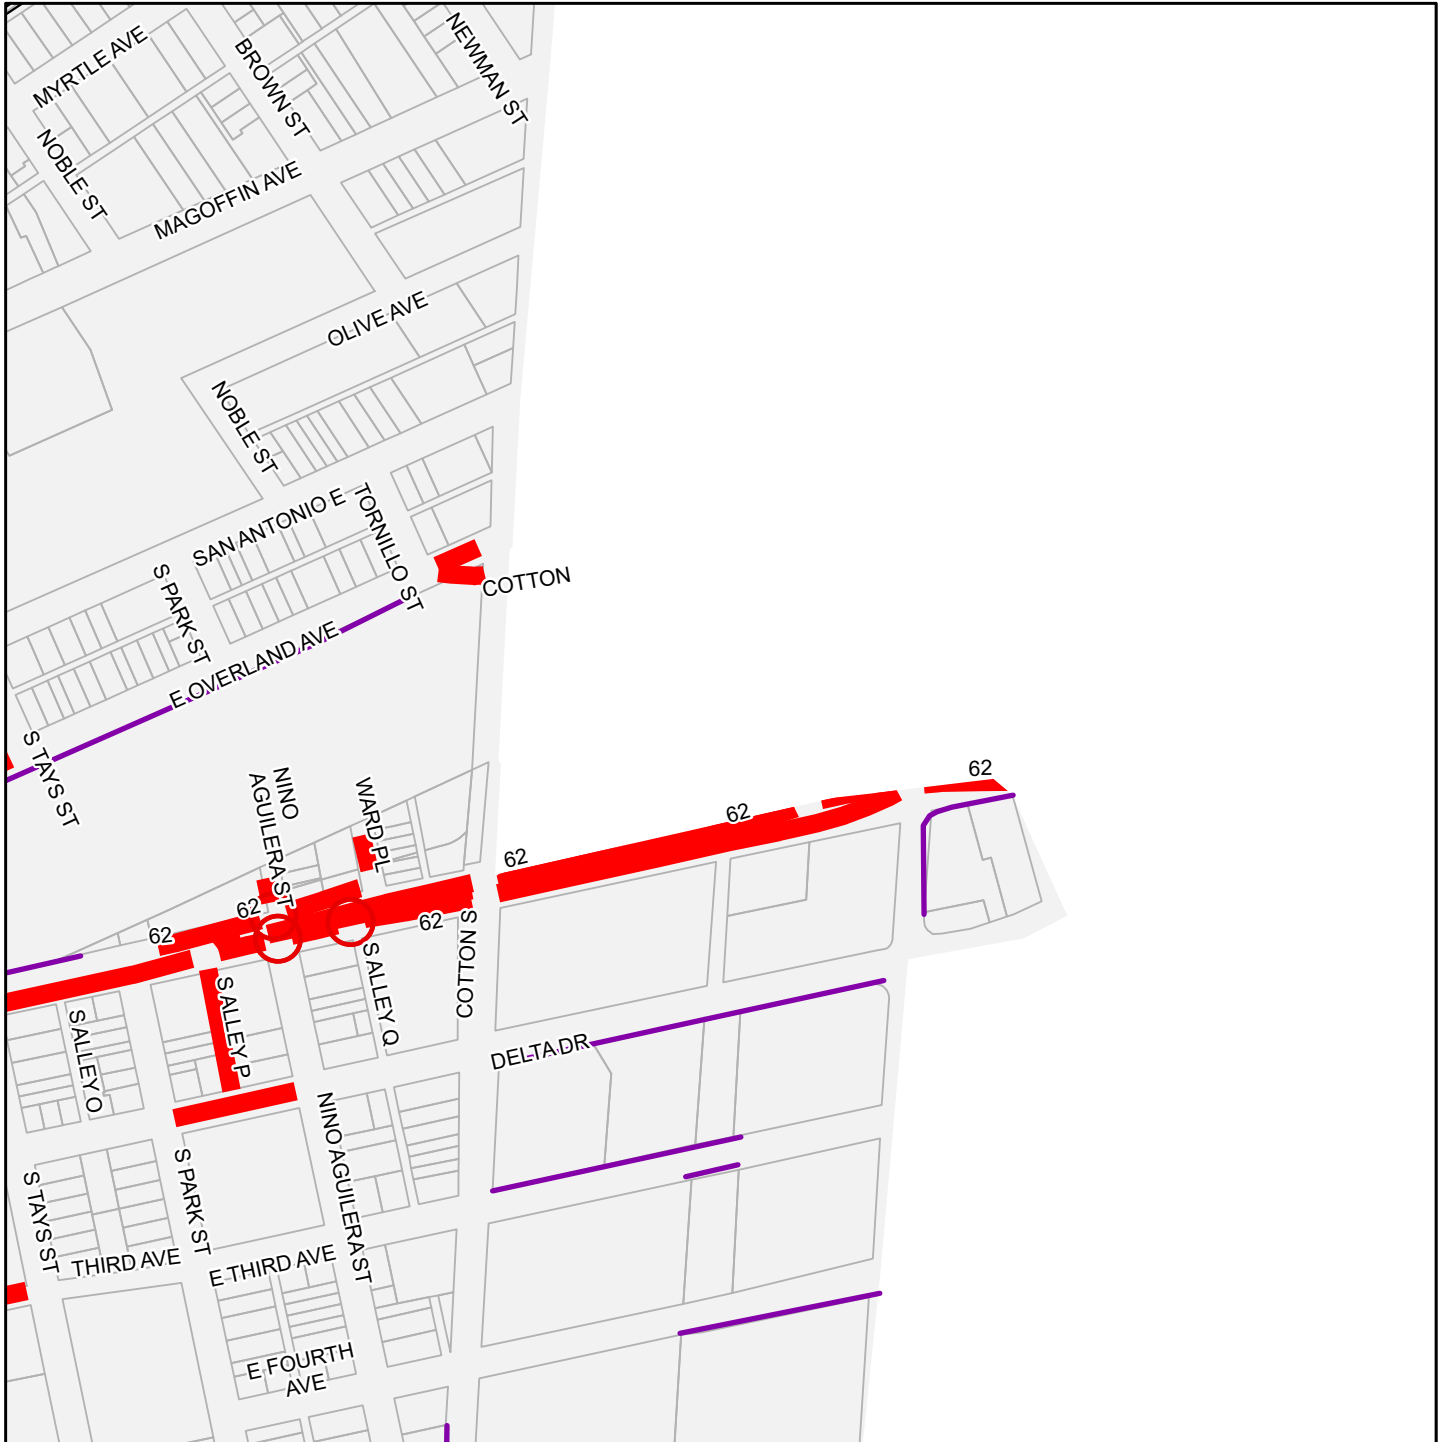 MYRTLE AVE
BROWN ST
NEWMAN ST
NOBLE ST
MAGOFFIN AVE
OLIVE AVE
NOBLE ST
SAN ANTONIO E
TORNILLO ST
COTTON
S PARK ST
E OVERLAND AVE
S TAYS ST
NINO
AGUILERA ST
WARD PL
62
62
62
62
62
62
COTTON S
S ALLEY Q
S ALLEY P
S ALLEY O
DELTA DR
NINO AGUILERA ST
S PARK ST
S TAYS ST
THIRD AVE
E THIRD AVE
E FOURTH
AVE